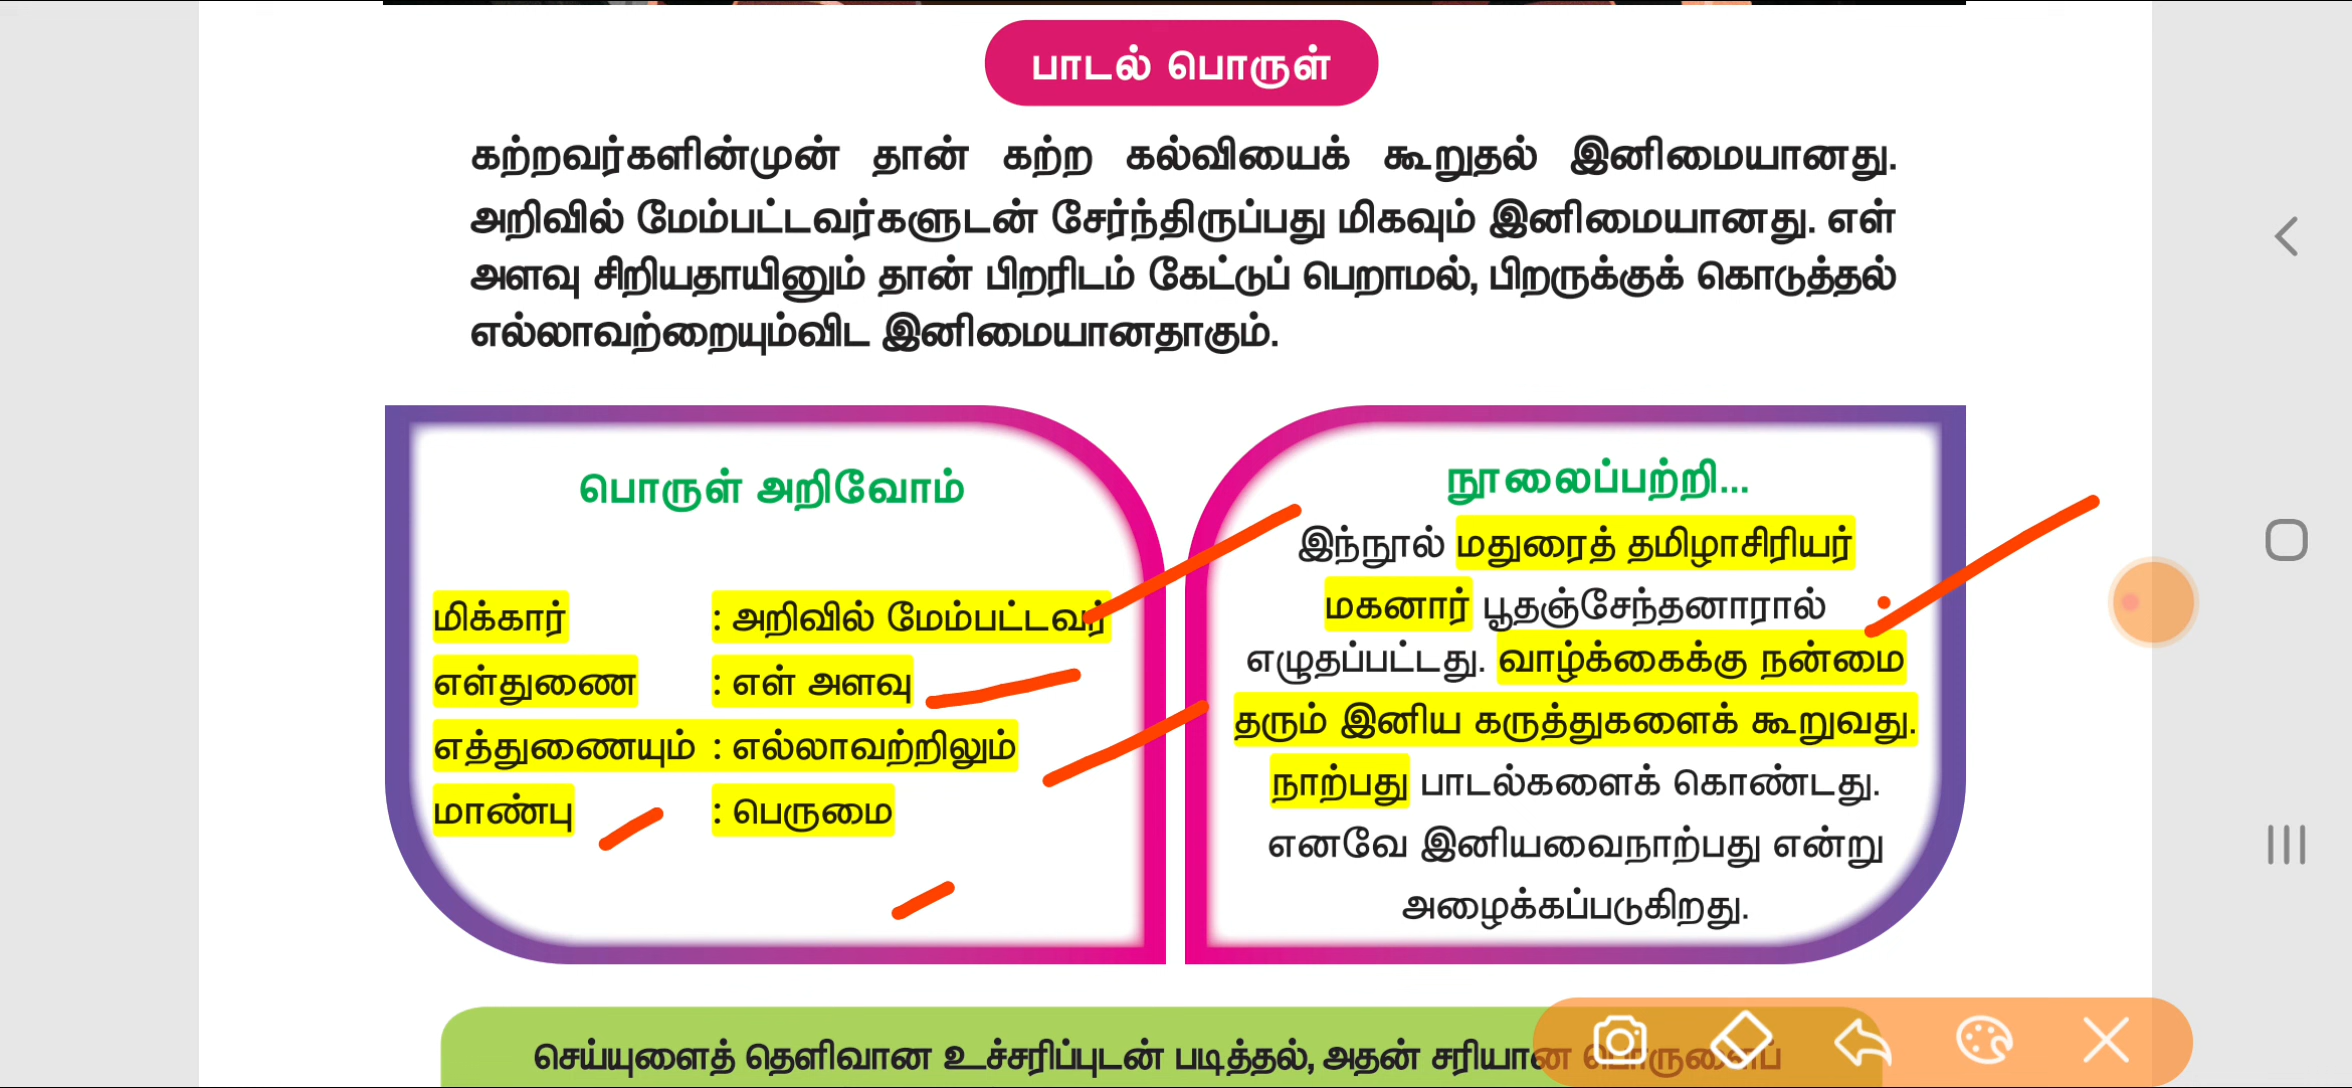 பாடல் பொருள்
கற்றவர்களின்முன் தான் கற்ற கல்வியைக் கூறுதல் இனிமையானது.
அறிவில் மேம்பட்டவர்களுடன் சேர்ந்திருப்பது மிகவும் இனிமையானது. எள்
அளவு சிறியதாயினும் தான் பிறரிடம் கேட்டுப் பெறாமல், பிறருக்குக் கொடுத்தல்
எல்லாவற்றையும்விட இனிமையானதாகும்.
பொருள் அறிவோம்
மிக்கார் : அறிவில் மேம்பட்டவர்
எள்துணை : எள் அளவு
எத்துணையும் : எல்லாவற்றிலும்
மாண்பு : பெருமை
நூலைப்பற்றி...
இந்நூல் மதுரைத் தமிழாசிரியர்
மகனார் பூதஞ்சேந்தனாரால்
எழுதப்பட்டது. வாழ்க்கைக்கு நன்மை
தரும் இனிய கருத்துகளைக் கூறுவது.
நாற்பது பாடல்களைக் கொண்டது.
எனவே இனியவைநாற்பது என்று
அழைக்கப்படுகிறது.
செய்யுளைத் தெளிவான உச்சரிப்புடன் படித்தல், அதன் சரியான பொருளைப்